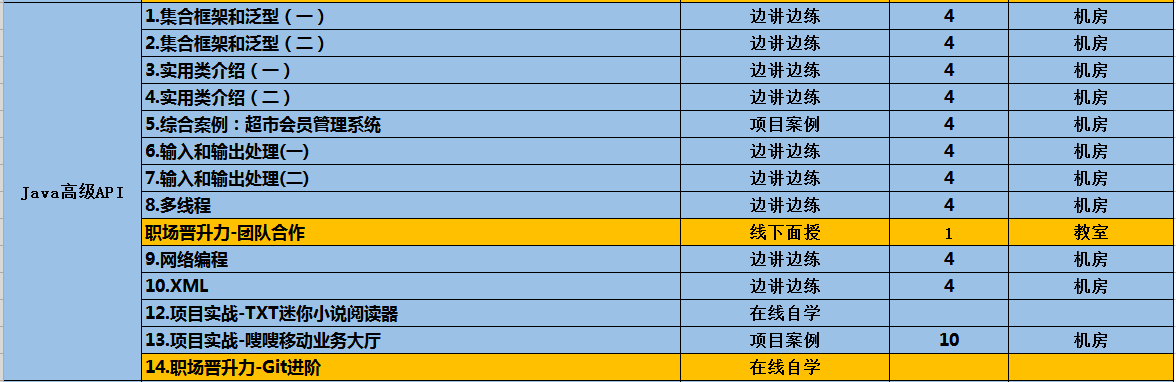 1.集合框架和泛型（一） 边讲边练 4 机房
2.集合框架和泛型（二） 边讲边练 4 机房
3.实用类介绍（一） 边讲边练 4 机房
4.实用类介绍（二） 边讲边练 4 机房
5.综合案例：超市会员管理系统 项目案例 4 机房
6.输入和输出处理(一) 边讲边练 4 机房
7.输入和输出处理(二) 边讲边练 4 机房
Java高级API
8.多线程 边讲边练 4 机房
职场晋升力-团队合作 线下面授 1 教室
9.网络编程 边讲边练 4 机房
10.XML 边讲边练 4 机房
12.项目实战-TXT迷你小说阅读器 在线自学
13.项目实战-嗖嗖移动业务大厅 项目案例 10 机房
14.职场晋升力-Git进阶 在线自学